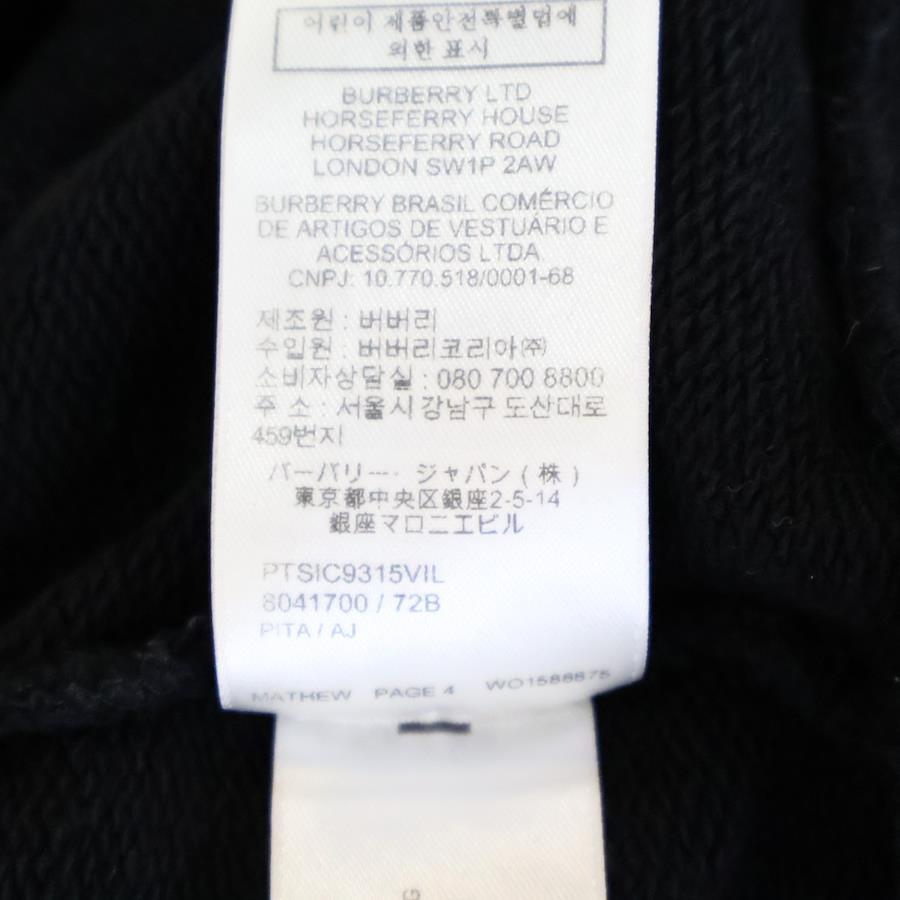 어린이 제품안전특별법에
의한 표시
BURBERRY LTD
HORSEFERRY HOUSE
HORSEFERRY ROAD
LONDON SW1P 2AW
BURBERRY BRASIL COMÉRCIO
DE ARTIGOS DE VESTUÁRIO E
ACESSÓRIOS LTDA.
CNPJ: 10.770.518/0001-68
제조원 : 버버리
수입원 : 버버리코리아㈜
소비자상담실 : 080 700 8800
주 소 : 서울시 강남구 도산대로
459번지
バーバリー・ジャパン ( 株 )
東京都中央区銀座2-5-14
銀座マロニエビル
PTSIC9315VIL
8041700 / 72B
PITA / AJ
MATHEW PAGE 4 WO1588875
G